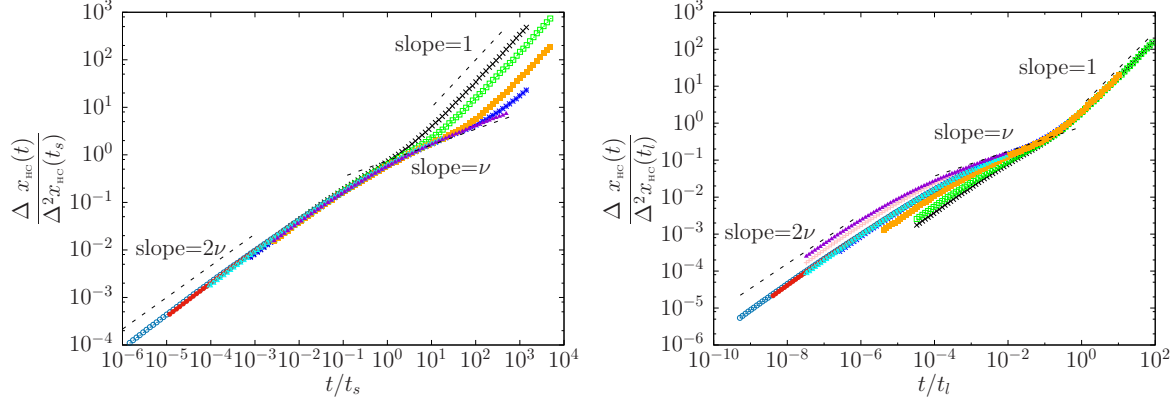 10^3
10^2
10^1
10^0
10^-1
10^-2
10^-3
10^-4
Δ x_HC(t)
Δ^2x_HC(t_s)
slope=1
slope=ν
slope=2ν
10^-6 10^-5 10^-4 10^-3 10^-2 10^-1 10^0 10^1 10^2 10^3 10^4
t/t_s
10^3
10^2
10^1
10^0
10^-1
10^-2
10^-3
10^-4
10^-5
10^-6
Δ x_HC(t)
Δ^2x_HC(t_l)
slope=1
slope=ν
slope=2ν
10^-10 10^-8 10^-6 10^-4 10^-2 10^0 10^2
t/t_l